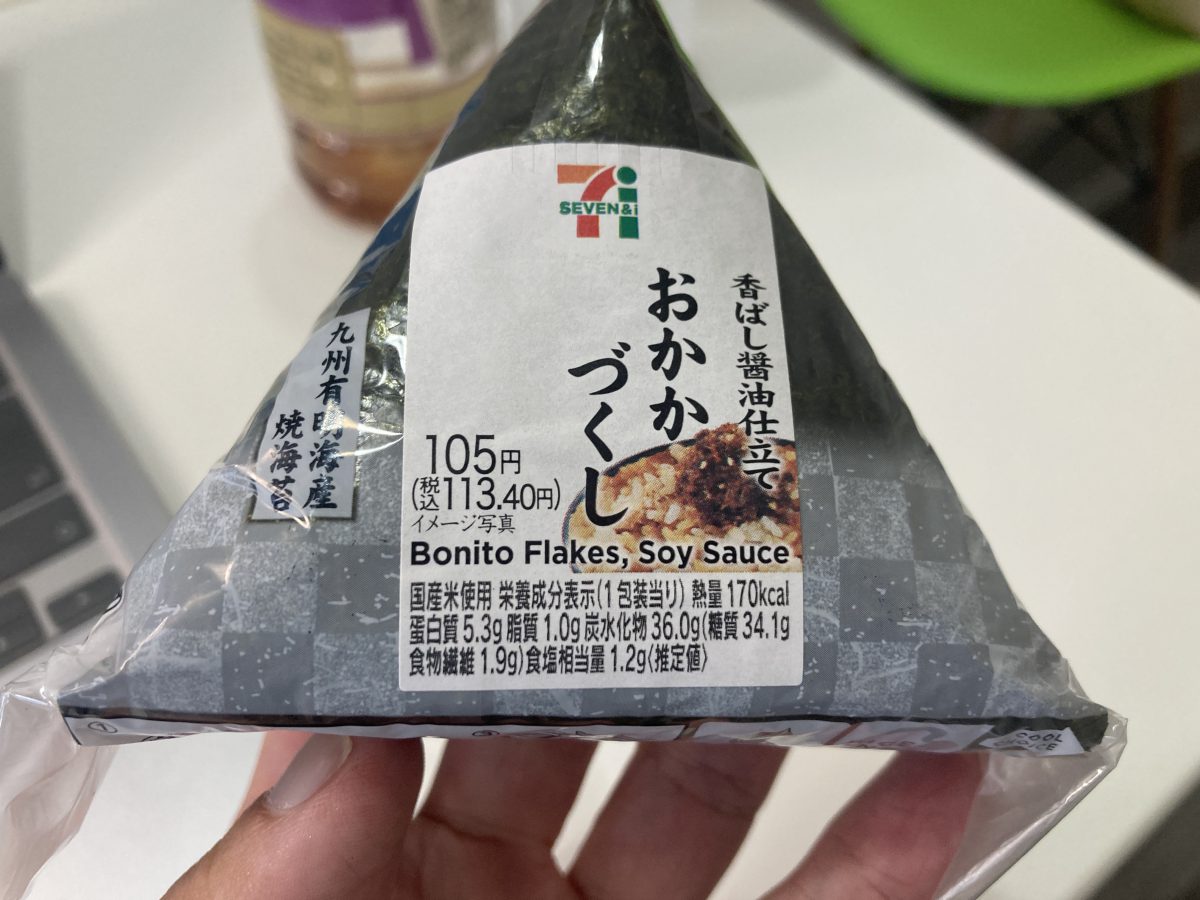 SEVEN&i
香ばし醤油仕立て
おかか
づくし
九州有明海産
焼海苔
105円
(税込113.40円)
イメージ写真
Bonito Flakes, Soy Sauce
国産米使用 栄養成分表示(1包装当り) 熱量170kcal
蛋白質5.3g 脂質1.0g 炭水化物36.0g(糖質34.1g
食物繊維1.9g)食塩相当量1.2g〈推定値〉
①
③